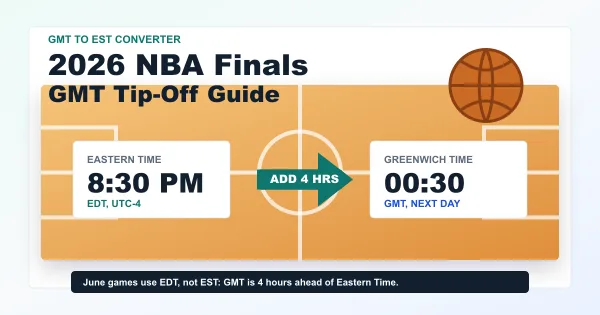 GMT TO EST CONVERTER
2026 NBA Finals
GMT Tip-Off Guide
EASTERN TIME
8:30 PM
EDT, UTC-4
ADD 4 HRS
GREENWICH TIME
00:30
GMT, NEXT DAY
June games use EDT, not EST: GMT is 4 hours ahead of Eastern Time.